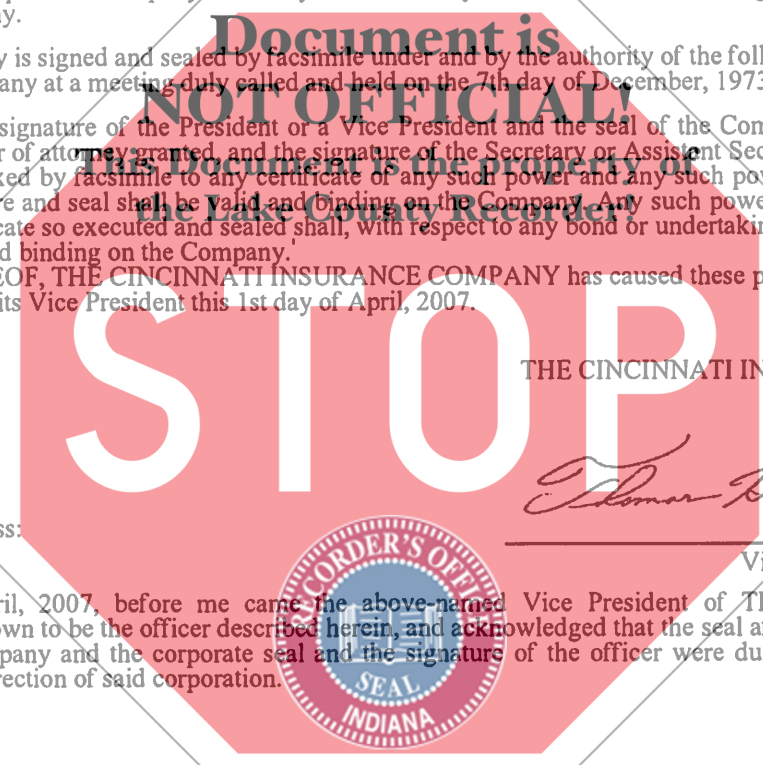 ny.
Document is
y is signed and sealed by facsimile under and by the authority of the foll
any at a meeting duly called and held on the 7th day of December, 1973
NOT OFFICIAL!
signature of the President or a Vice President and the seal of the Com
r of attorney granted, and the signature of the Secretary or Assistant Sec
This Document is the property of
ked by facsimile to any certificate of any such power and any such pow
re and seal shall be valid and binding on the Company. Any such powe
the Lake County Recorder!
cate so executed and sealed shall, with respect to any bond or undertakin
d binding on the Company.'
EOF, THE CINCINNATI INSURANCE COMPANY has caused these p
its Vice President this 1st day of April, 2007.
STOP
THE CINCINNATI IN
ss:
Vi
RECORDER'S OFFICE
ril, 2007, before me came the above-named Vice President of Th
own to be the officer described herein, and acknowledged that the seal af
pany and the corporate seal and the signature of the officer were du
rection of said corporation.
SEAL
INDIANA